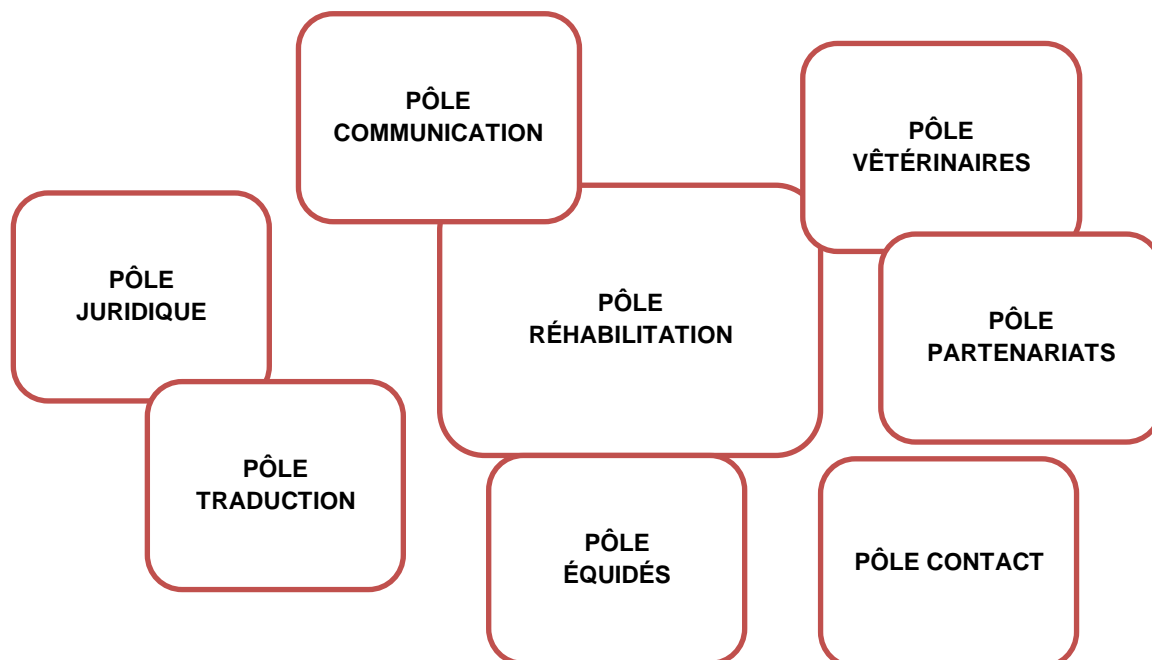 PÔLE
COMMUNICATION
PÔLE
VÊTÉRINAIRES
PÔLE
JURIDIQUE
PÔLE
RÉHABILITATION
PÔLE
PARTENARIATS
PÔLE
TRADUCTION
PÔLE
ÉQUIDÉS
PÔLE CONTACT